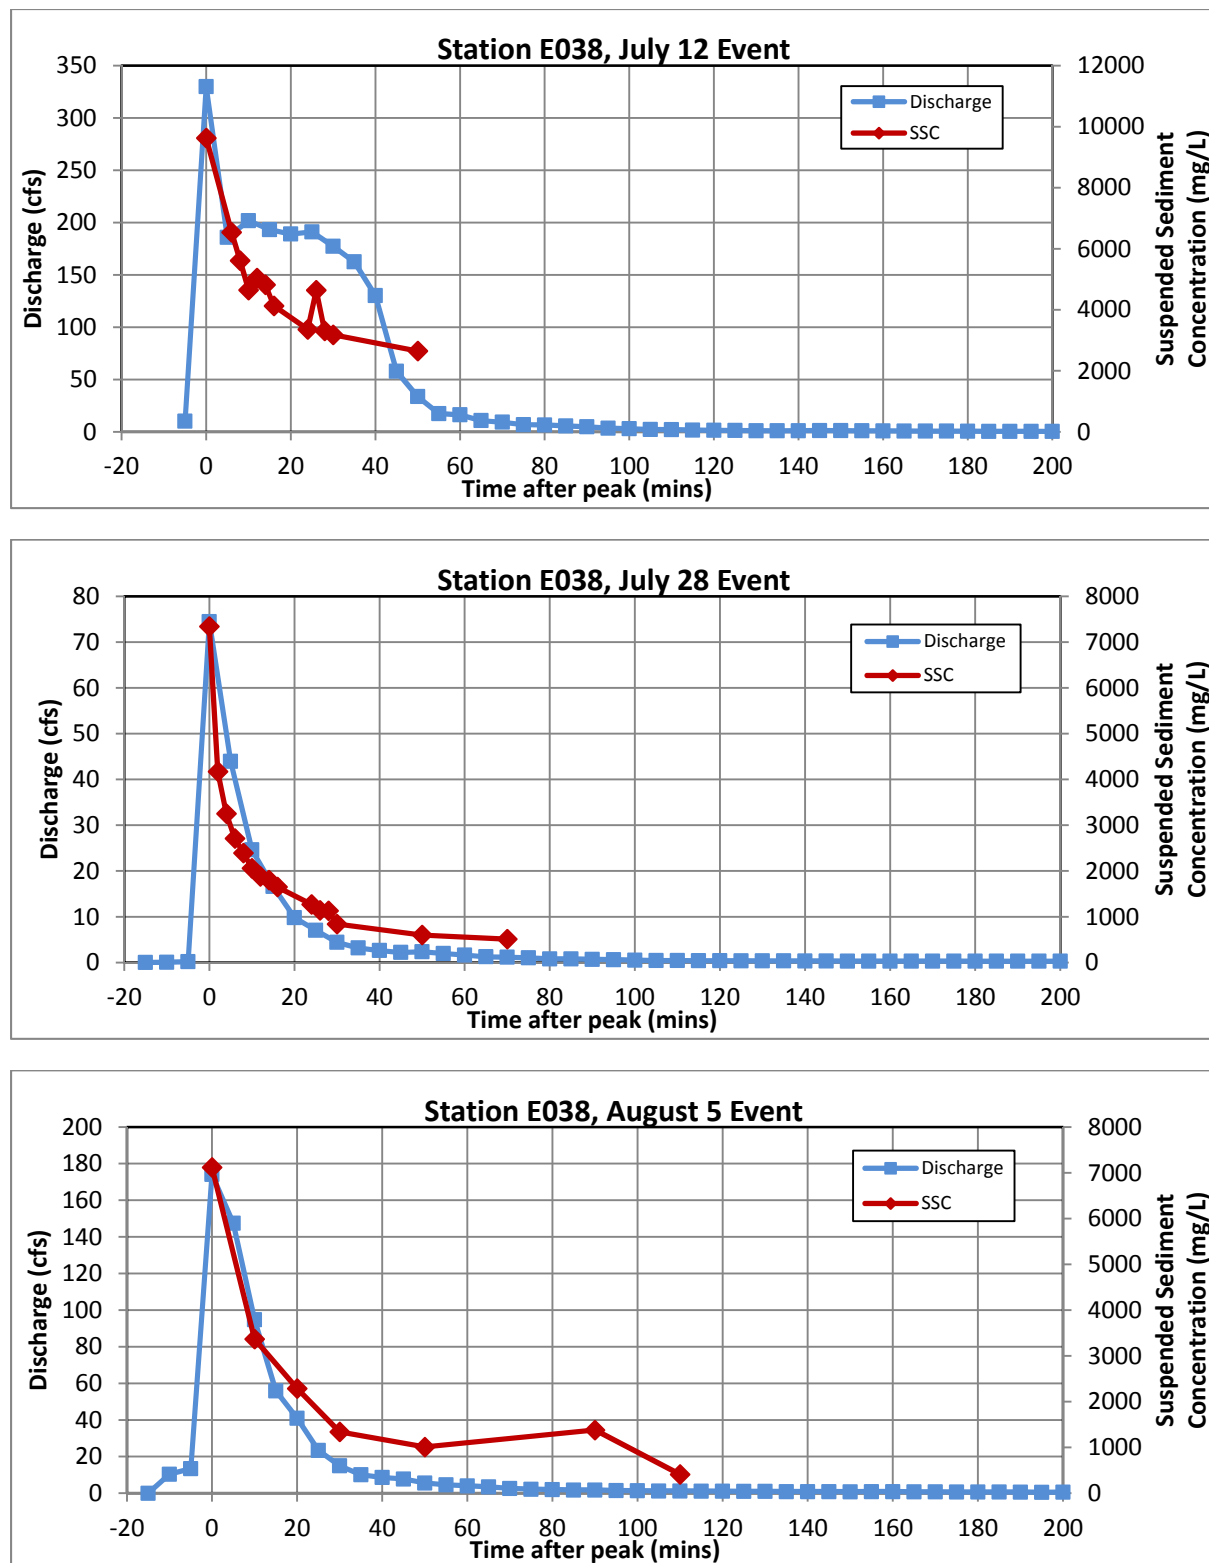 Station E038, July 12 Event
350
300
250
200
150
100
50
0
12000
10000
8000
6000
4000
2000
0
-20 0 20 40 60 80 100 120 140 160 180 200
Discharge (cfs)
Suspended Sediment
Concentration (mg/L)
Time after peak (mins)
Discharge
SSC
Station E038, July 28 Event
80
70
60
50
40
30
20
10
0
8000
7000
6000
5000
4000
3000
2000
1000
0
-20 0 20 40 60 80 100 120 140 160 180 200
Discharge (cfs)
Suspended Sediment
Concentration (mg/L)
Time after peak (mins)
Discharge
SSC
Station E038, August 5 Event
200
180
160
140
120
100
80
60
40
20
0
8000
7000
6000
5000
4000
3000
2000
1000
0
-20 0 20 40 60 80 100 120 140 160 180 200
Discharge (cfs)
Suspended Sediment
Concentration (mg/L)
Time after peak (mins)
Discharge
SSC